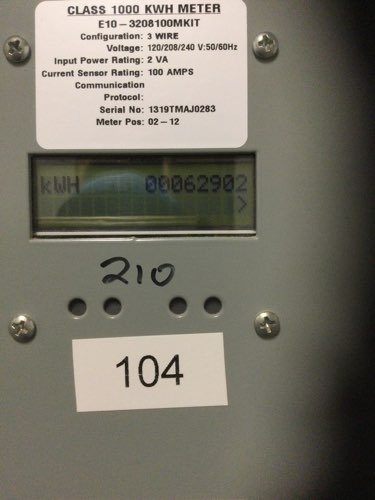 CLASS 1000 KWH METER
E10-3208100MKIT
Configuration: 3 WIRE
Voltage: 120/208/240 V:50/60Hz
Input Power Rating: 2 VA
Current Sensor Rating: 100 AMPS
Communication
Protocol:
Serial No: 1319TMAJ0283
Meter Pos: 02-12
kWH 00062902
>
210
104